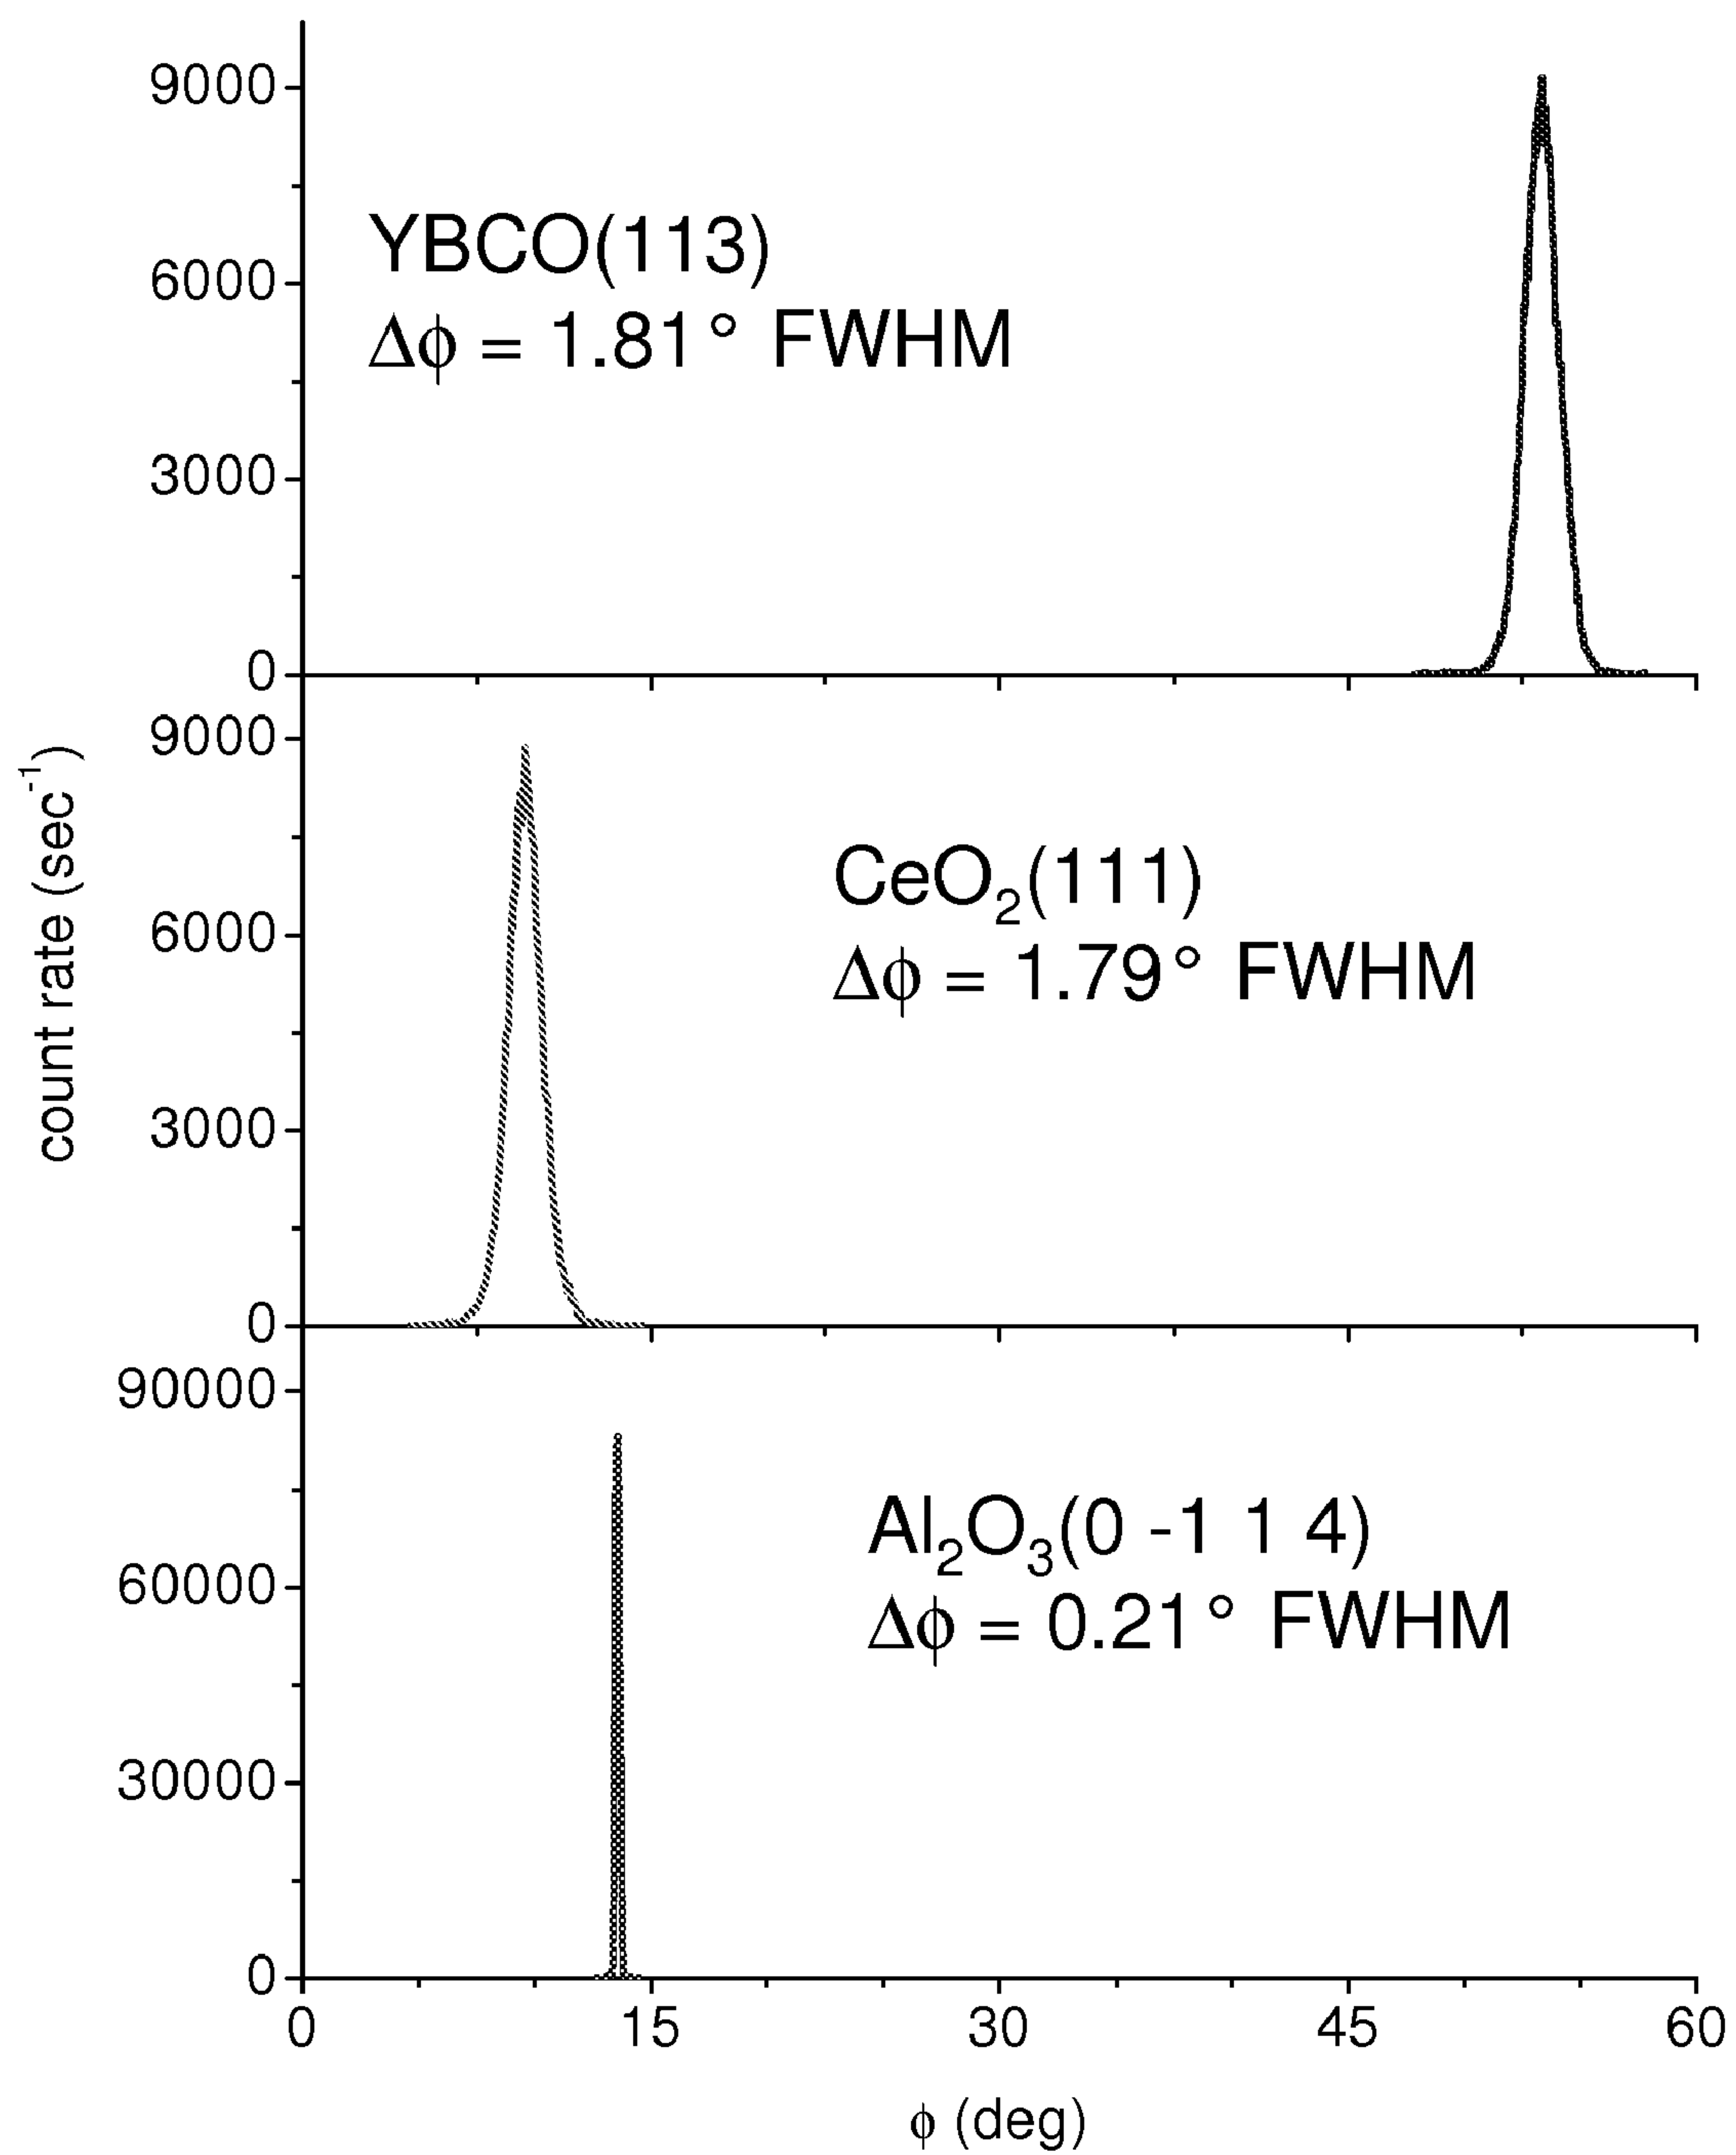 9000
6000
3000
0
YBCO(113)
Δϕ = 1.81° FWHM
count rate (sec⁻¹)
9000
6000
3000
0
CeO₂(111)
Δϕ = 1.79° FWHM
90000
60000
30000
0
Al₂O₃(0 -1 1 4)
Δϕ = 0.21° FWHM
0 15 30 45 60
ϕ (deg)